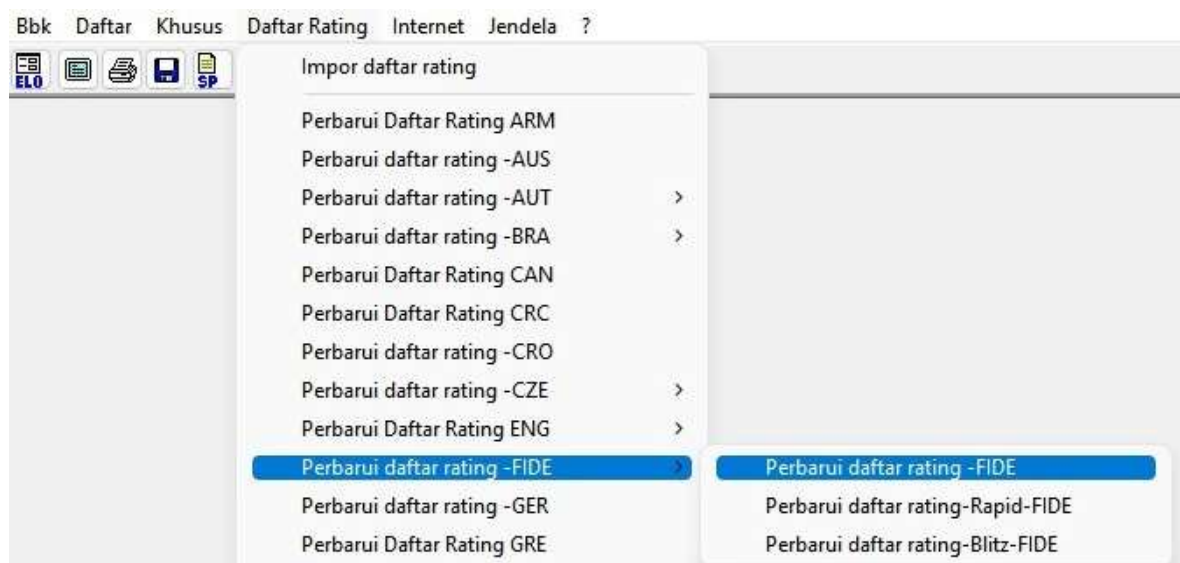 Bbk Daftar Khusus Daftar Rating Internet Jendela ?
ELO SP
Impor daftar rating
Perbarui Daftar Rating ARM
Perbarui daftar rating -AUS
Perbarui daftar rating -AUT
Perbarui daftar rating -BRA
Perbarui Daftar Rating CAN
Perbarui Daftar Rating CRC
Perbarui daftar rating -CRO
Perbarui daftar rating -CZE
Perbarui Daftar Rating ENG
Perbarui daftar rating -FIDE
Perbarui daftar rating -GER
Perbarui Daftar Rating GRE
Perbarui daftar rating -FIDE
Perbarui daftar rating-Rapid-FIDE
Perbarui daftar rating-Blitz-FIDE